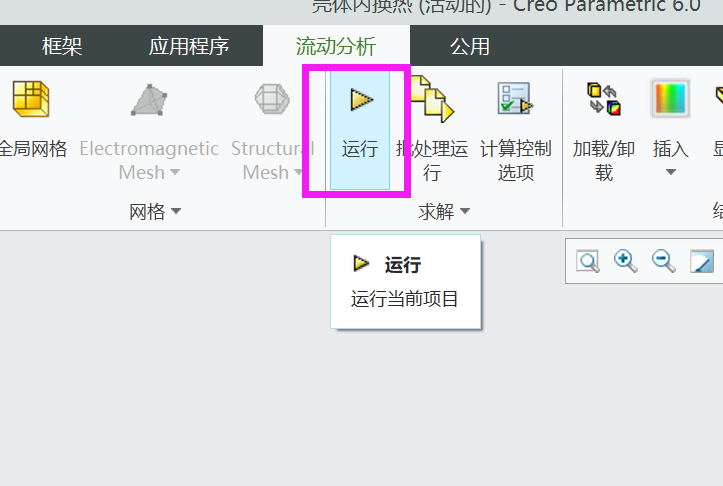 壳体内换热 (活动的) - Creo Parametric 6.0
框架 应用程序 流动分析 公用
全局网格 Electromagnetic Mesh Structural Mesh 运行 批处理运行 计算控制选项 加载/卸载 插入
网格 求解
运行
运行当前项目